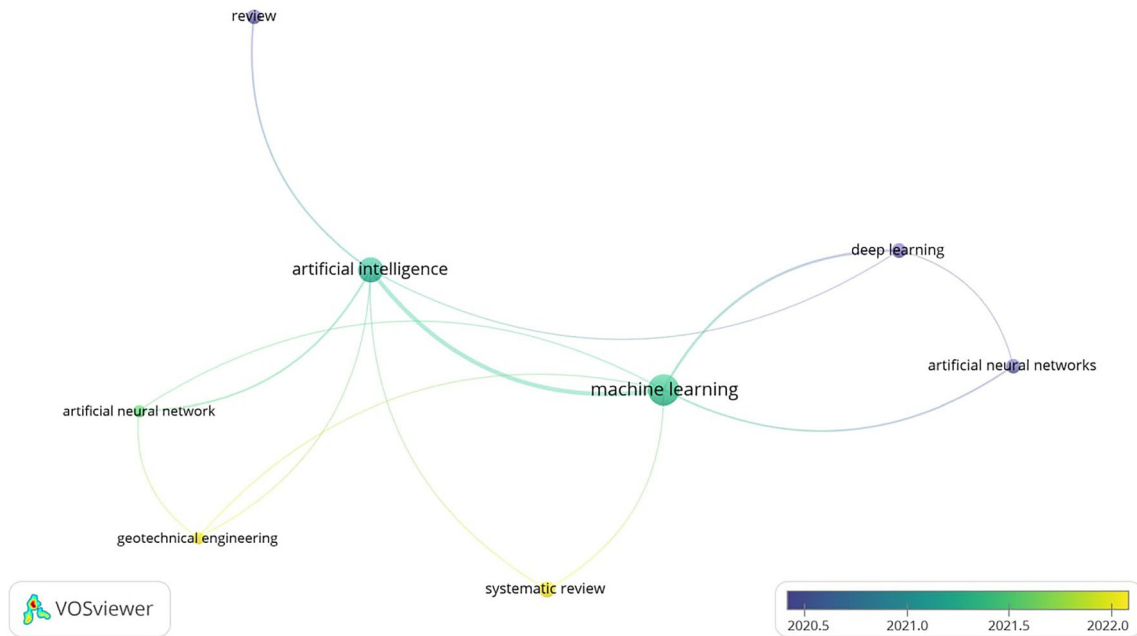 review
deep learning
artificial intelligence
artificial neural networks
machine learning
artificial neural network
geotechnical engineering
systematic review
VOSviewer
2020.5 2021.0 2021.5 2022.0